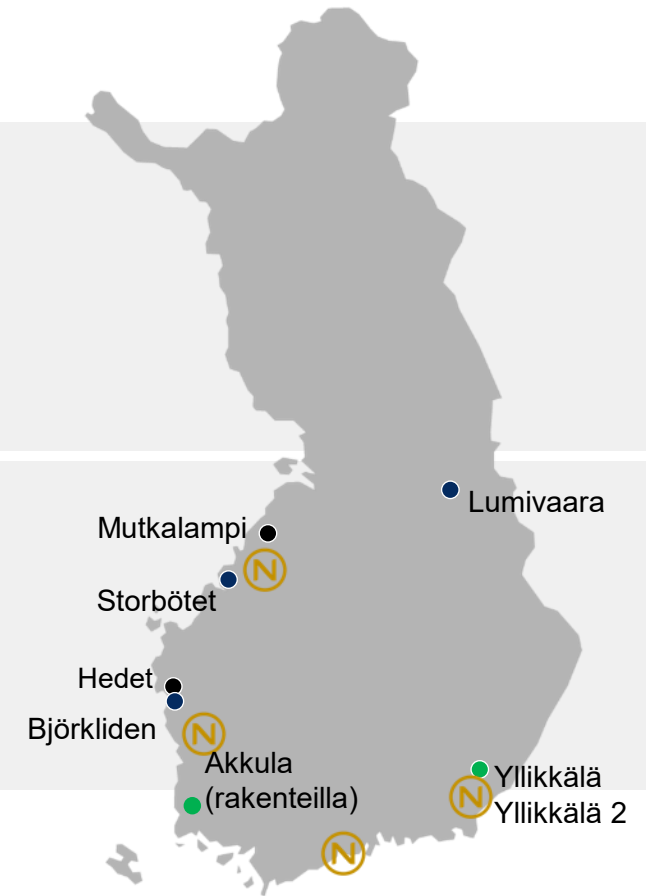 Lumivaara
Mutkalampi
N
Storbötet
Hedet
Björkliden
N
Akkula
(rakenteilla)
Yllikkälä
N
Yllikkälä 2
N